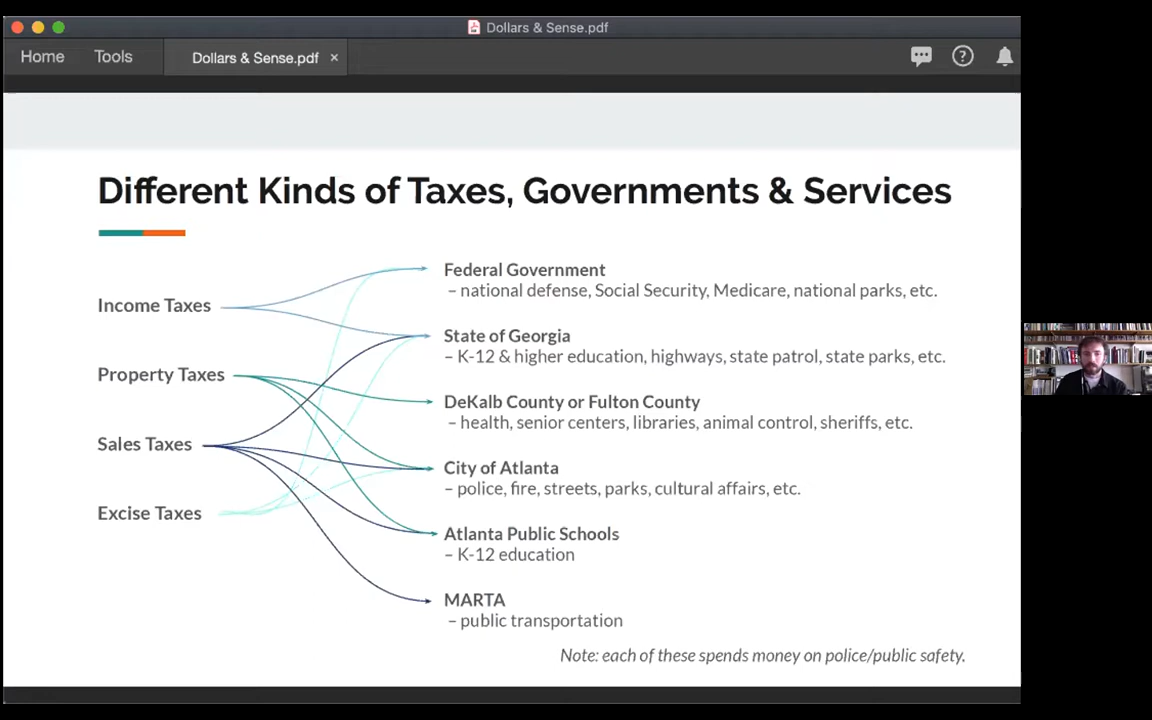 Dollars & Sense.pdf
Home Tools Dollars & Sense.pdf ×
Different Kinds of Taxes, Governments & Services
Income Taxes
Property Taxes
Sales Taxes
Excise Taxes
Federal Government
– national defense, Social Security, Medicare, national parks, etc.
State of Georgia
– K-12 & higher education, highways, state patrol, state parks, etc.
DeKalb County or Fulton County
– health, senior centers, libraries, animal control, sheriffs, etc.
City of Atlanta
– police, fire, streets, parks, cultural affairs, etc.
Atlanta Public Schools
– K-12 education
MARTA
– public transportation
Note: each of these spends money on police/public safety.